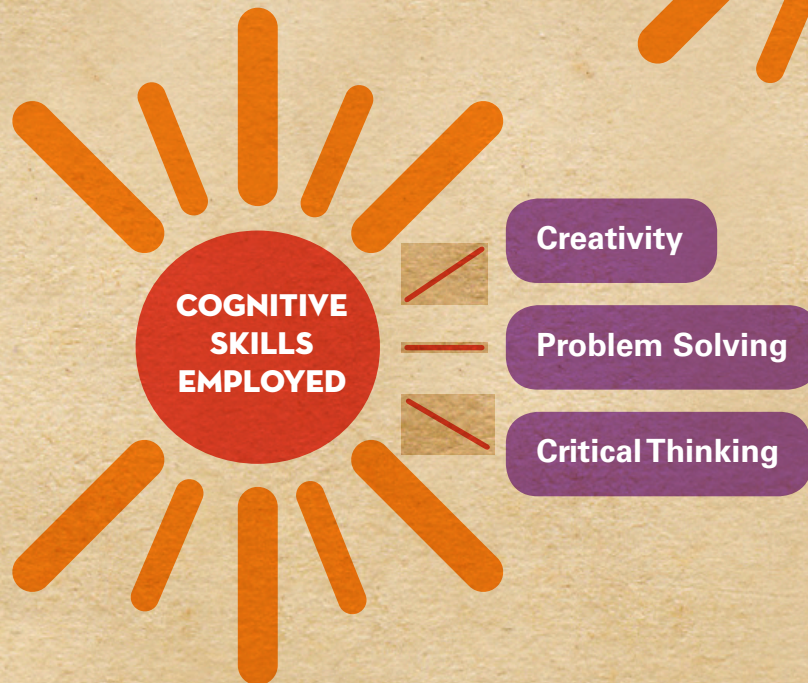 COGNITIVE
SKILLS
EMPLOYED
Creativity
Problem Solving
Critical Thinking